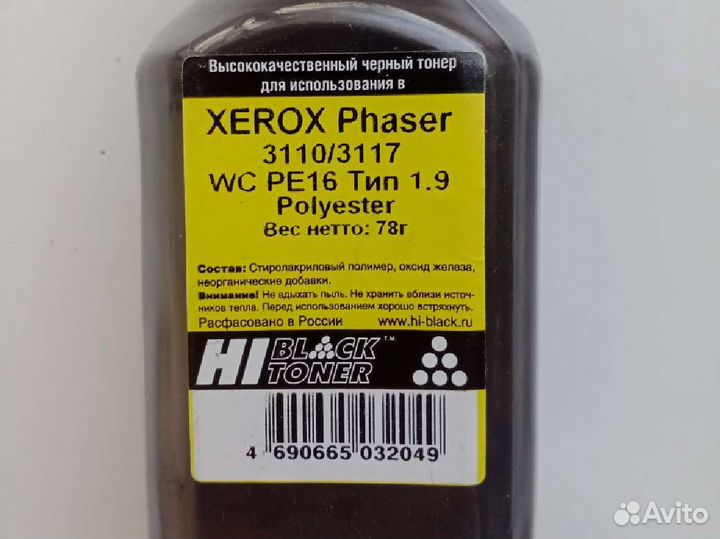 Высококачественный черный тонер
для использования в
XEROX Phaser
3110/3117
WC PE16 Тип 1.9
Polyester
Вес нетто: 78г
Состав: Стиролакриловый полимер, оксид железа,
неорганические добавки.
Внимание! Не вдыхать пыль. Не хранить вблизи источ-
ников тепла. Перед использованием хорошо встряхнуть.
Расфасовано в России www.hi-black.ru
HI BLACK TONER T.M.
4 690665 032049
Avito